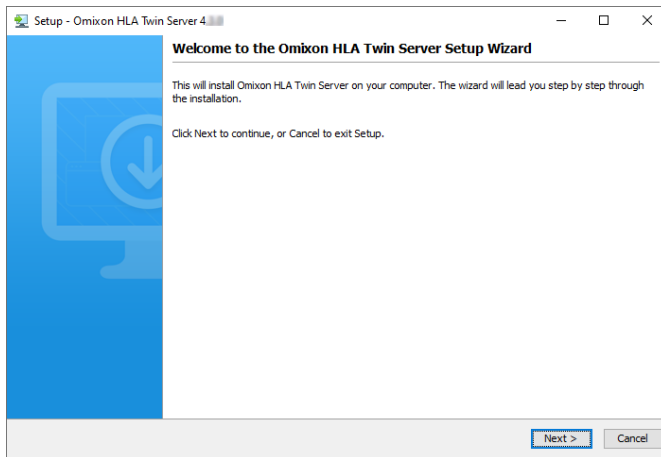 Setup - Omixon HLA Twin Server 4.
Welcome to the Omixon HLA Twin Server Setup Wizard
This will install Omixon HLA Twin Server on your computer. The wizard will lead you step by step through
the installation.
Click Next to continue, or Cancel to exit Setup.
Next >
Cancel